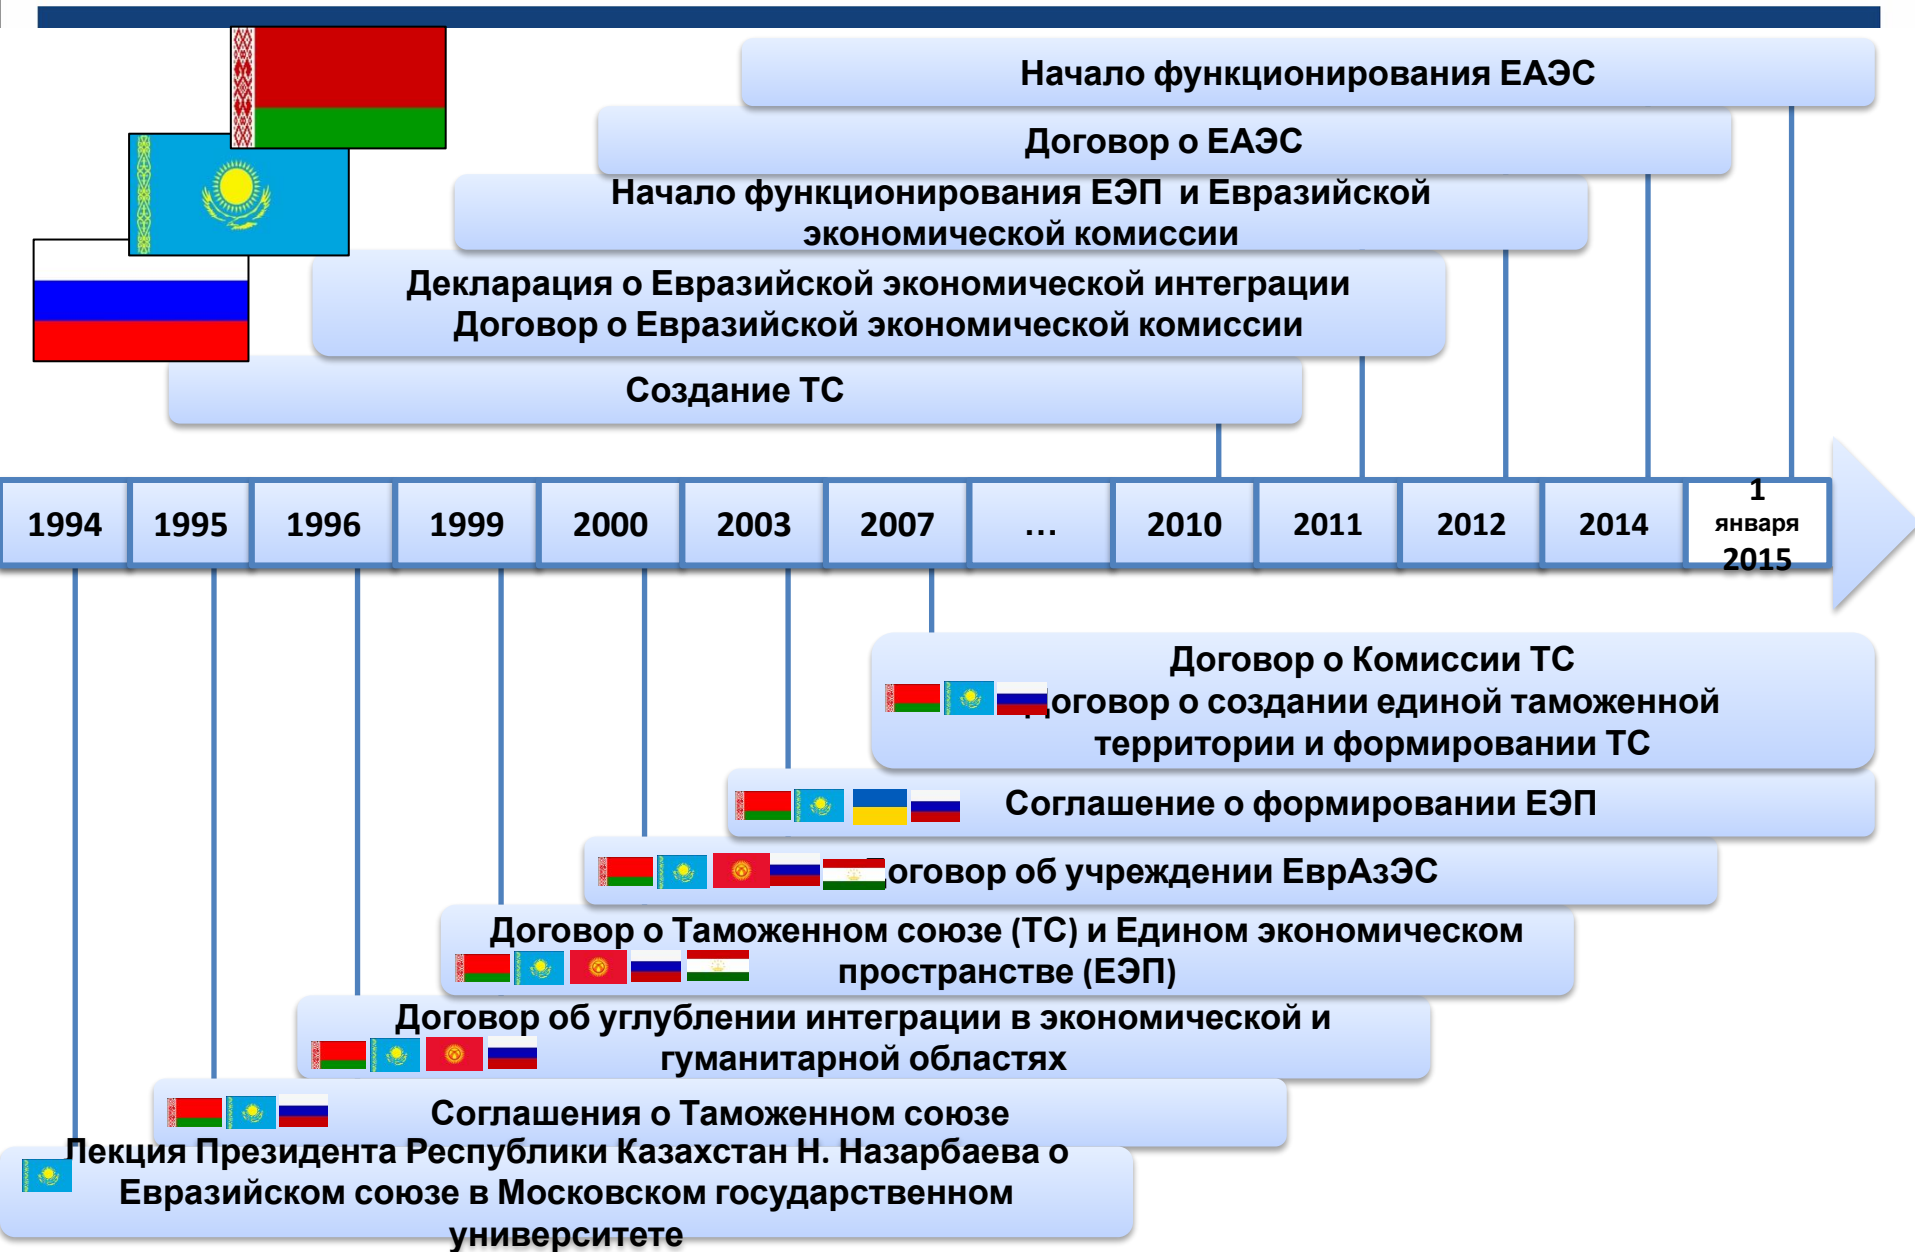 Начало функционирования ЕАЭС
Договор о ЕАЭС
Начало функционирования ЕЭП и Евразийской
экономической комиссии
Декларация о Евразийской экономической интеграции
Договор о Евразийской экономической комиссии
Создание ТС
1994
1995
1996
1999
2000
2003
2007
...
2010
2011
2012
2014
1
января
2015
Договор о Комиссии ТС
Договор о создании единой таможенной
территории и формировании ТС
Соглашение о формировании ЕЭП
Договор об учреждении ЕврАзЭС
Договор о Таможенном союзе (ТС) и Едином экономическом
пространстве (ЕЭП)
Договор об углублении интеграции в экономической и
гуманитарной областях
Соглашения о Таможенном союзе
Лекция Президента Республики Казахстан Н. Назарбаева о
Евразийском союзе в Московском государственном
университете